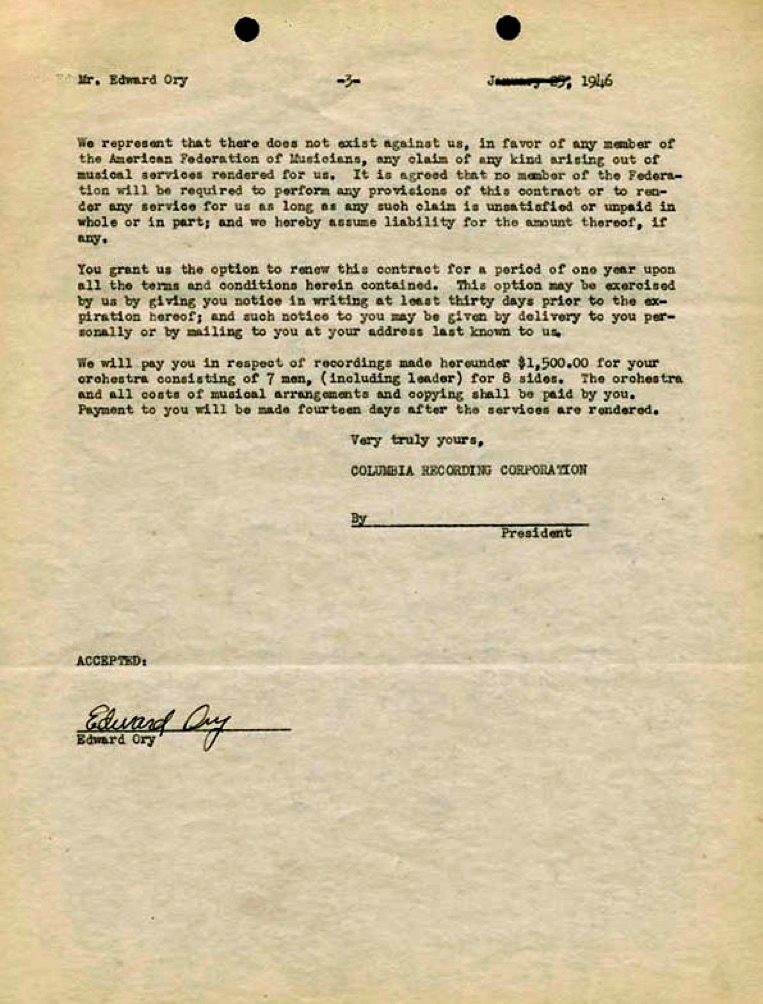 Mr. Edward Ory -3- January 29, 1946
We represent that there does not exist against us, in favor of any member of
the American Federation of Musicians, any claim of any kind arising out of
musical services rendered for us. It is agreed that no member of the Federa-
tion will be required to perform any provisions of this contract or to ren-
der any service for us as long as any such claim is unsatisfied or unpaid in
whole or in part; and we hereby assume liability for the amount thereof, if
any.
You grant us the option to renew this contract for a period of one year upon
all the terms and conditions herein contained. This option may be exercised
by us by giving you notice in writing at least thirty days prior to the ex-
piration hereof; and such notice to you may be given by delivery to you per-
sonally or by mailing to you at your address last known to us.
We will pay you in respect of recordings made hereunder $1,500.00 for your
orchestra consisting of 7 men, (including leader) for 8 sides. The orchestra
and all costs of musical arrangements and copying shall be paid by you.
Payment to you will be made fourteen days after the services are rendered.
Very truly yours,
COLUMBIA RECORDING CORPORATION
By
President
ACCEPTED:
Edward Ory
Edward Ory